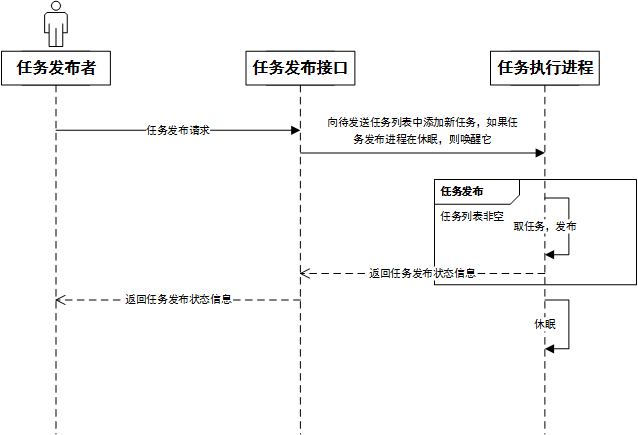 任务发布者
任务发布接口
任务执行进程
任务发布请求
向待发送任务列表中添加新任务，如果任
务发布进程在休眠，则唤醒它
任务发布
任务列表非空
取任务，发布
返回任务发布状态信息
返回任务发布状态信息
休眠